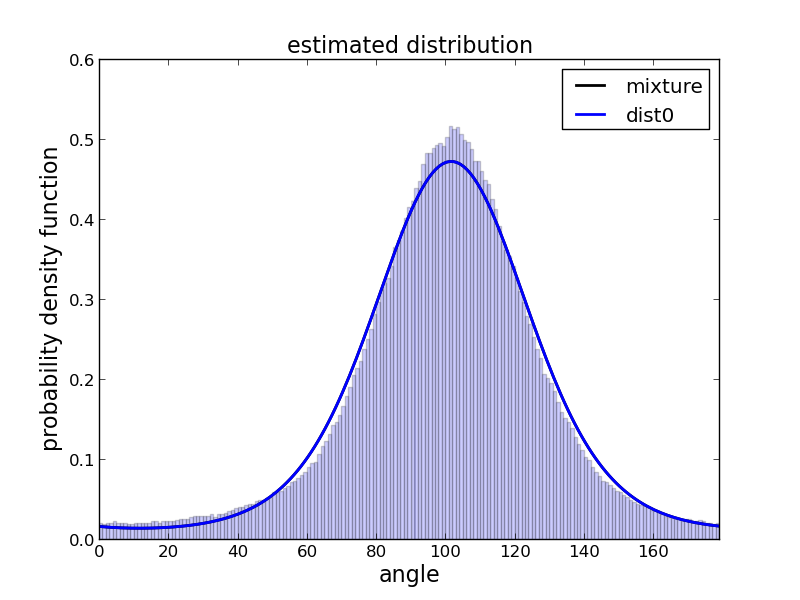 estimated distribution
mixture
dist0
probability density function
0.6
0.5
0.4
0.3
0.2
0.1
0.0
0 20 40 60 80 100 120 140 160
angle